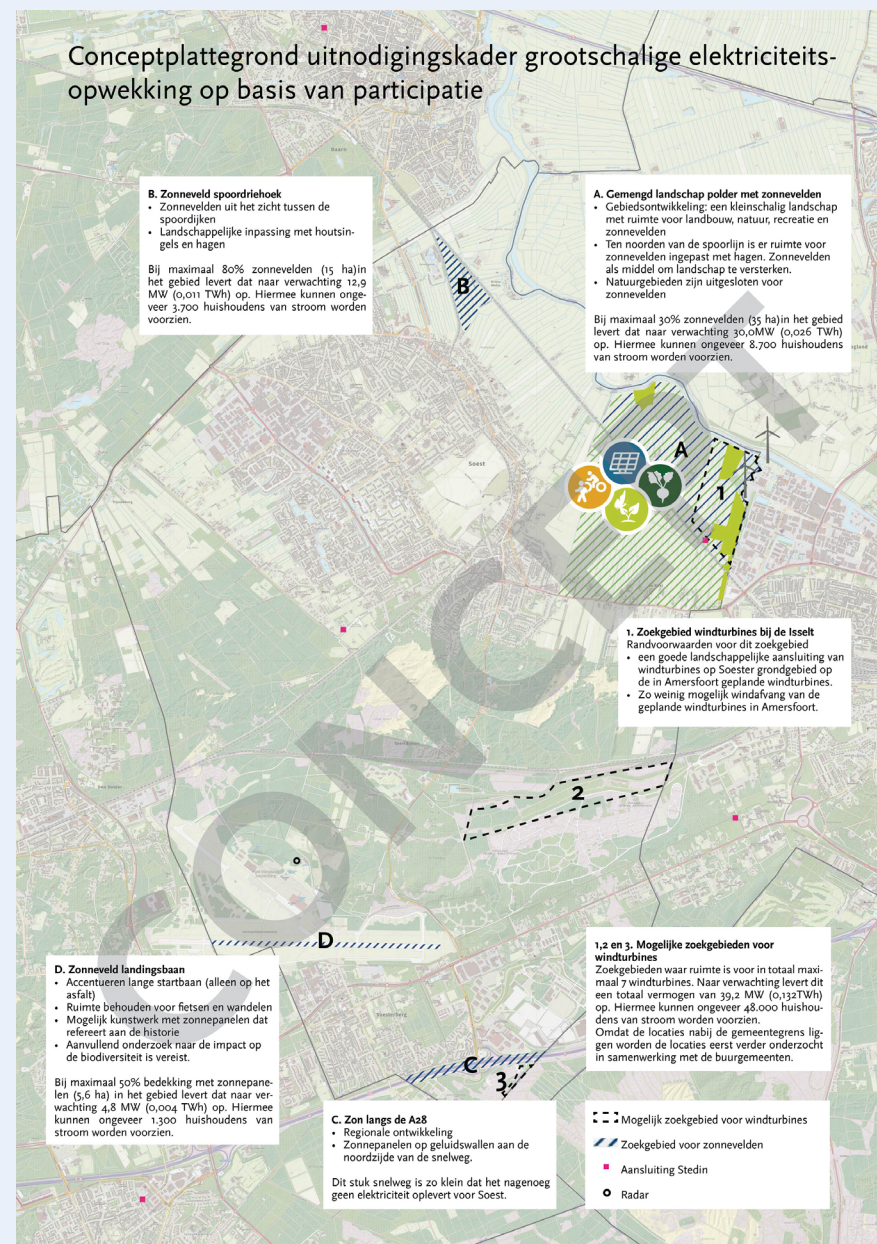 Conceptplattegrond uitnodigingskader grootschalige elektriciteits-
opwekking op basis van participatie
B. Zonneveld spoordriehoek
• Zonnevelden uit het zicht tussen de
spoordijken
• Landschappelijke inpassing met houtsin-
gels en hagen
Bij maximaal 80% zonnevelden (15 ha)in
het gebied levert dat naar verwachting 12,9
MW (0,011 TWh) op. Hiermee kunnen onge-
veer 3.700 huishoudens van stroom worden
voorzien.
A. Gemengd landschap polder met zonnevelden
• Gebiedsontwikkeling: een kleinschalig landschap
met ruimte voor landbouw, natuur, recreatie en
zonnevelden
• Ten noorden van de spoorlijn is er ruimte voor
zonnevelden ingepast met hagen. Zonnevelden
als middel om landschap te versterken.
• Natuurgebieden zijn uitgesloten voor
zonnevelden
Bij maximaal 30% zonnevelden (35 ha)in het gebied
levert dat naar verwachting 30,0MW (0,026 TWh)
op. Hiermee kunnen ongeveer 8.700 huishoudens
van stroom worden voorzien.
Baarn
B
A
Soest
1
CONCEPT
1. Zoekgebied windturbines bij de Isselt
Randvoorwaarden voor dit zoekgebied
• een goede landschappelijke aansluiting van
windturbines op Soester grondgebied op
de in Amersfoort geplande windturbines.
• Zo weinig mogelijk windafvang van de
geplande windturbines in Amersfoort.
2
D
Soesterberg
C
3
D. Zonneveld landingsbaan
• Accentueren lange startbaan (alleen op het
asfalt)
• Ruimte behouden voor fietsen en wandelen
• Mogelijk kunstwerk met zonnepanelen dat
refereert aan de historie
• Aanvullend onderzoek naar de impact op
de biodiversiteit is vereist.
Bij maximaal 50% bedekking met zonnepane-
len (5,6 ha) in het gebied levert dat naar ver-
wachting 4,8 MW (0,004 TWh) op. Hiermee
kunnen ongeveer 1.300 huishoudens van
stroom worden voorzien.
1,2 en 3. Mogelijke zoekgebieden voor
windturbines
Zoekgebieden waar ruimte is voor in totaal maxi-
maal 7 windturbines. Naar verwachting levert dit
een totaal vermogen van 39,2 MW (0,132TWh)
op. Hiermee kunnen ongeveer 48.000 huishou-
dens van stroom worden voorzien.
Omdat de locaties nabij de gemeentegrens lig-
gen worden de locaties eerst verder onderzocht
in samenwerking met de buurgemeenten.
C. Zon langs de A28
• Regionale ontwikkeling
• Zonnepanelen op geluidswallen aan de
noordzijde van de snelweg.
Dit stuk snelweg is zo klein dat het nagenoeg
geen elektriciteit oplevert voor Soest.
Mogelijk zoekgebied voor windturbines
Zoekgebied voor zonnevelden
Aansluiting Stedin
Radar